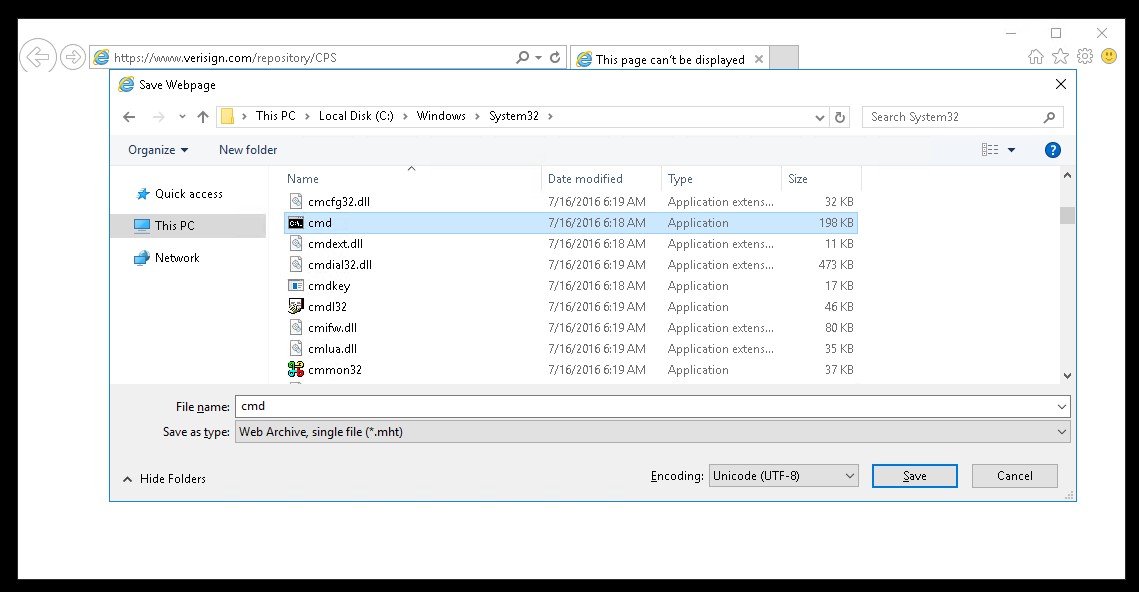 https://www.verisign.com/repository/CPS
This page can't be displayed
Save Webpage
This PC > Local Disk (C:) > Windows > System32 >
Search System32
Organize
New folder
Name Date modified Type Size
Quick access
This PC
Network
cmcfg32.dll 7/16/2016 6:19 AM Application extens... 32 KB
cmd 7/16/2016 6:18 AM Application 198 KB
cmdext.dll 7/16/2016 6:18 AM Application extens... 11 KB
cmdial32.dll 7/16/2016 6:19 AM Application extens... 473 KB
cmdkey 7/16/2016 6:18 AM Application 17 KB
cmdl32 7/16/2016 6:19 AM Application 46 KB
cmifw.dll 7/16/2016 6:19 AM Application extens... 80 KB
cmlua.dll 7/16/2016 6:19 AM Application extens... 35 KB
cmmon32 7/16/2016 6:19 AM Application 37 KB
File name: cmd
Save as type: Web Archive, single file (*.mht)
Hide Folders
Encoding: Unicode (UTF-8)
Save
Cancel